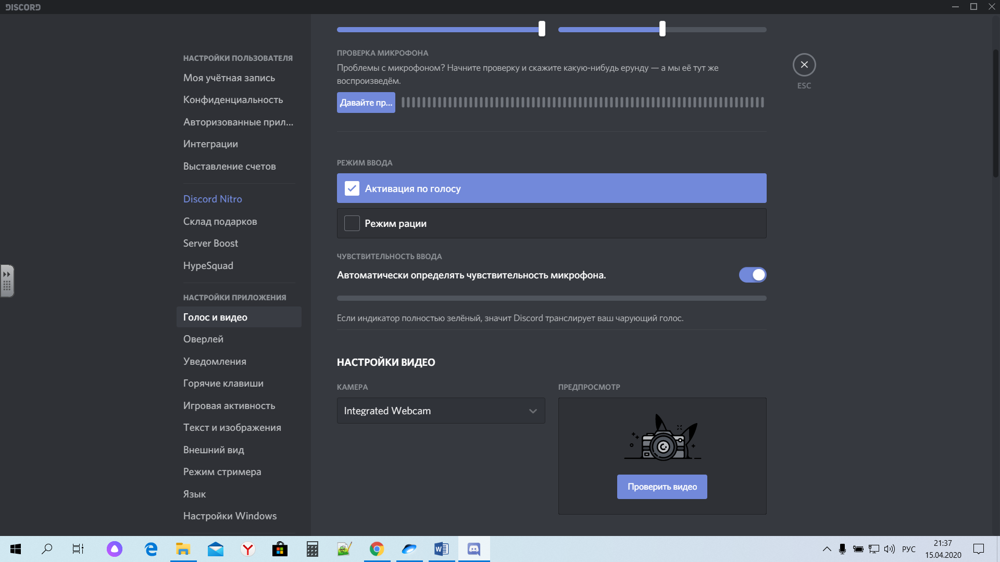 DISCORD
НАСТРОЙКИ ПОЛЬЗОВАТЕЛЯ
Моя учётная запись
Конфиденциальность
Авторизованные прил...
Интеграции
Выставление счетов
Discord Nitro
Склад подарков
Server Boost
HypeSquad
НАСТРОЙКИ ПРИЛОЖЕНИЯ
Голос и видео
Оверлей
Уведомления
Горячие клавиши
Игровая активность
Текст и изображения
Внешний вид
Режим стримера
Язык
Настройки Windows
ПРОВЕРКА МИКРОФОНА
Проблемы с микрофоном? Начните проверку и скажите какую-нибудь ерунду — а мы её тут же
воспроизведём.
Давайте пр...
ESC
РЕЖИМ ВВОДА
Активация по голосу
Режим рации
ЧУВСТВИТЕЛЬНОСТЬ ВВОДА
Автоматически определять чувствительность микрофона.
Если индикатор полностью зелёный, значит Discord транслирует ваш чарующий голос.
НАСТРОЙКИ ВИДЕО
КАМЕРА
Integrated Webcam
ПРЕДПРОСМОТР
Проверить видео
РУС
21:37
15.04.2020